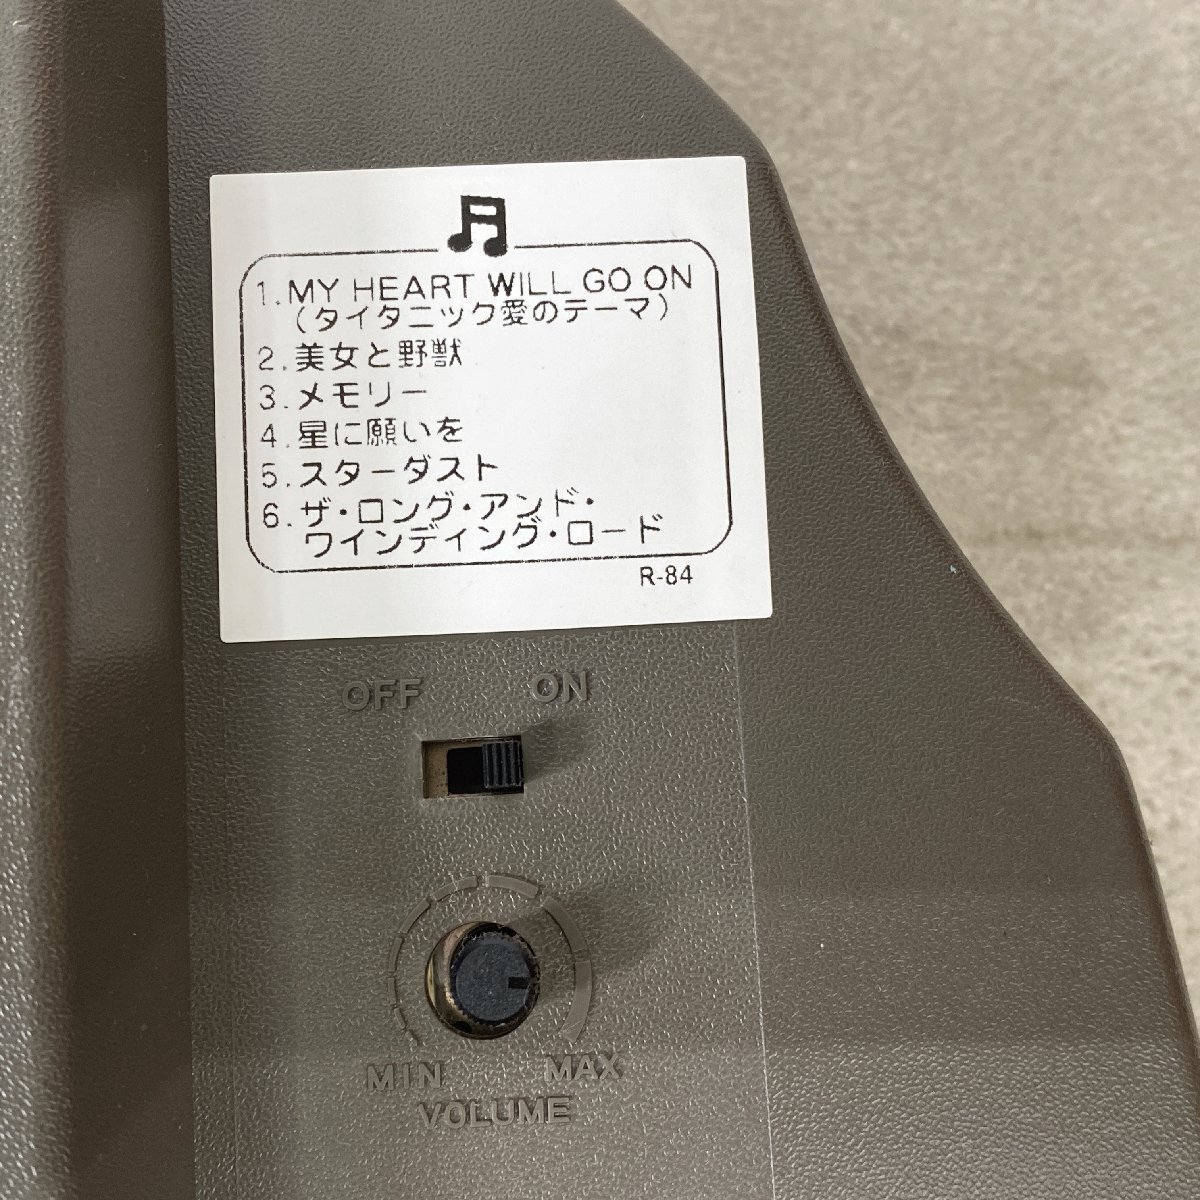 1. MY HEART WILL GO ON
(タイタニック愛のテーマ)
2. 美女と野獣
3. メモリー
4. 星に願いを
5. スターダスト
6. ザ・ロング・アンド・
ワインディング・ロード
R-84
OFF ON
MIN MAX
VOLUME